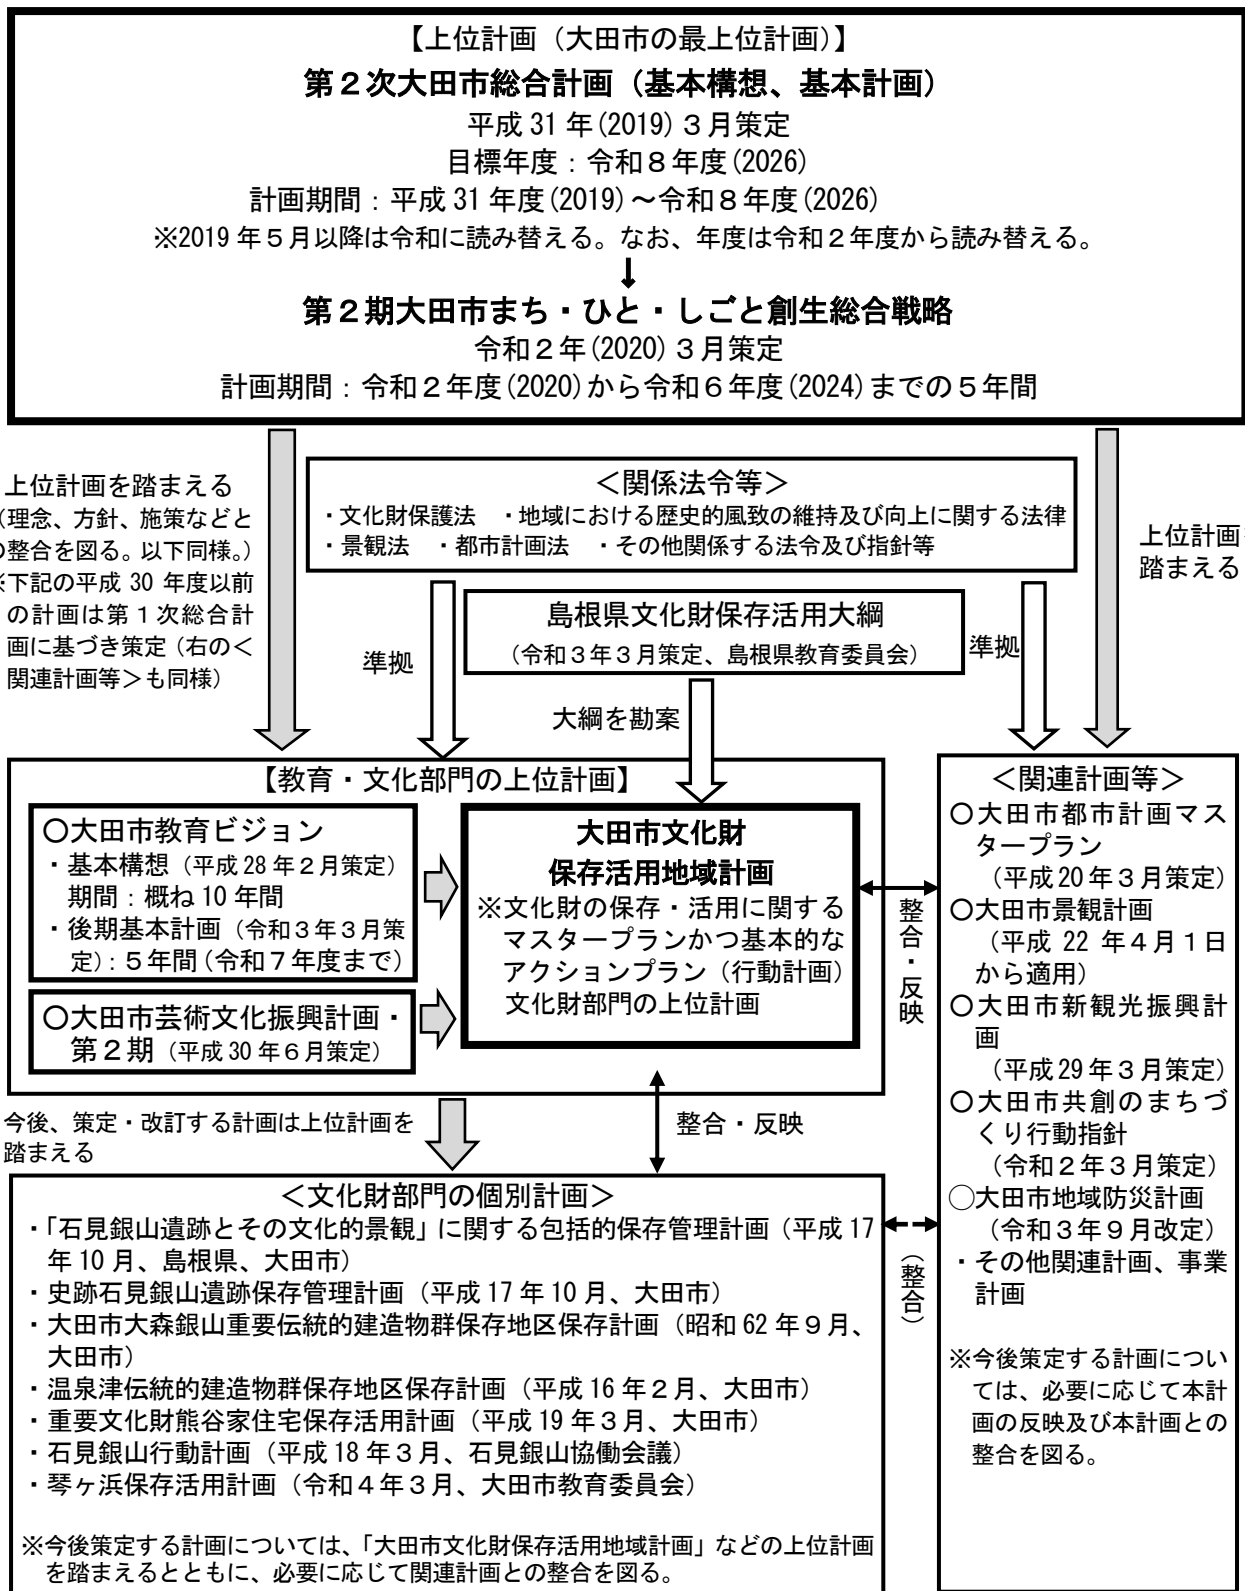 【上位計画（大田市の最上位計画）】
第２次大田市総合計画（基本構想、基本計画）
平成 31 年(2019)３月策定
目標年度：令和８年度(2026)
計画期間：平成 31 年度(2019)～令和８年度(2026)
※2019 年５月以降は令和に読み替える。なお、年度は令和２年度から読み替える。
↓
第２期大田市まち・ひと・しごと創生総合戦略
令和２年(2020)３月策定
計画期間：令和２年度(2020)から令和６年度(2024)までの５年間
上位計画を踏まえる
（理念、方針、施策などと
の整合を図る。以下同様。）
※下記の平成 30 年度以前
の計画は第１次総合計
画に基づき策定（右の＜
関連計画等＞も同様）
＜関係法令等＞
・文化財保護法　・地域における歴史的風致の維持及び向上に関する法律
・景観法　・都市計画法　・その他関係する法令及び指針等
上位計画
踏まえる
準拠
島根県文化財保存活用大綱
（令和３年３月策定、島根県教育委員会）
準拠
大綱を勘案
【教育・文化部門の上位計画】
〇大田市教育ビジョン
・基本構想（平成 28 年２月策定）
期間：概ね 10 年間
・後期基本計画（令和３年３月策
定）：５年間（令和７年度まで）
〇大田市芸術文化振興計画・
第２期（平成 30 年６月策定）
大田市文化財
保存活用地域計画
※文化財の保存・活用に関する
マスタープランかつ基本的な
アクションプラン（行動計画）
文化財部門の上位計画
整合・反映
＜関連計画等＞
〇大田市都市計画マス
タープラン
（平成 20 年３月策定）
〇大田市景観計画
（平成 22 年４月１日
から適用）
〇大田市新観光振興計
画
（平成 29 年３月策定）
〇大田市共創のまちづ
くり行動指針
（令和２年３月策定）
◯大田市地域防災計画
（令和３年９月改定）
・その他関連計画、事業
計画
※今後策定する計画につい
ては、必要に応じて本計
画の反映及び本計画との
整合を図る。
今後、策定・改訂する計画は上位計画を
踏まえる
整合・反映
＜文化財部門の個別計画＞
・「石見銀山遺跡とその文化的景観」に関する包括的保存管理計画（平成 17
年 10 月、島根県、大田市）
・史跡石見銀山遺跡保存管理計画（平成 17 年 10 月、大田市）
・大田市大森銀山重要伝統的建造物群保存地区保存計画（昭和 62 年９月、
大田市）
・温泉津伝統的建造物群保存地区保存計画（平成 16 年２月、大田市）
・重要文化財熊谷家住宅保存活用計画（平成 19 年３月、大田市）
・石見銀山行動計画（平成 18 年３月、石見銀山協働会議）
・琴ヶ浜保存活用計画（令和４年３月、大田市教育委員会）
※今後策定する計画については、「大田市文化財保存活用地域計画」などの上位計画
を踏まえるとともに、必要に応じて関連計画との整合を図る。
（整合）